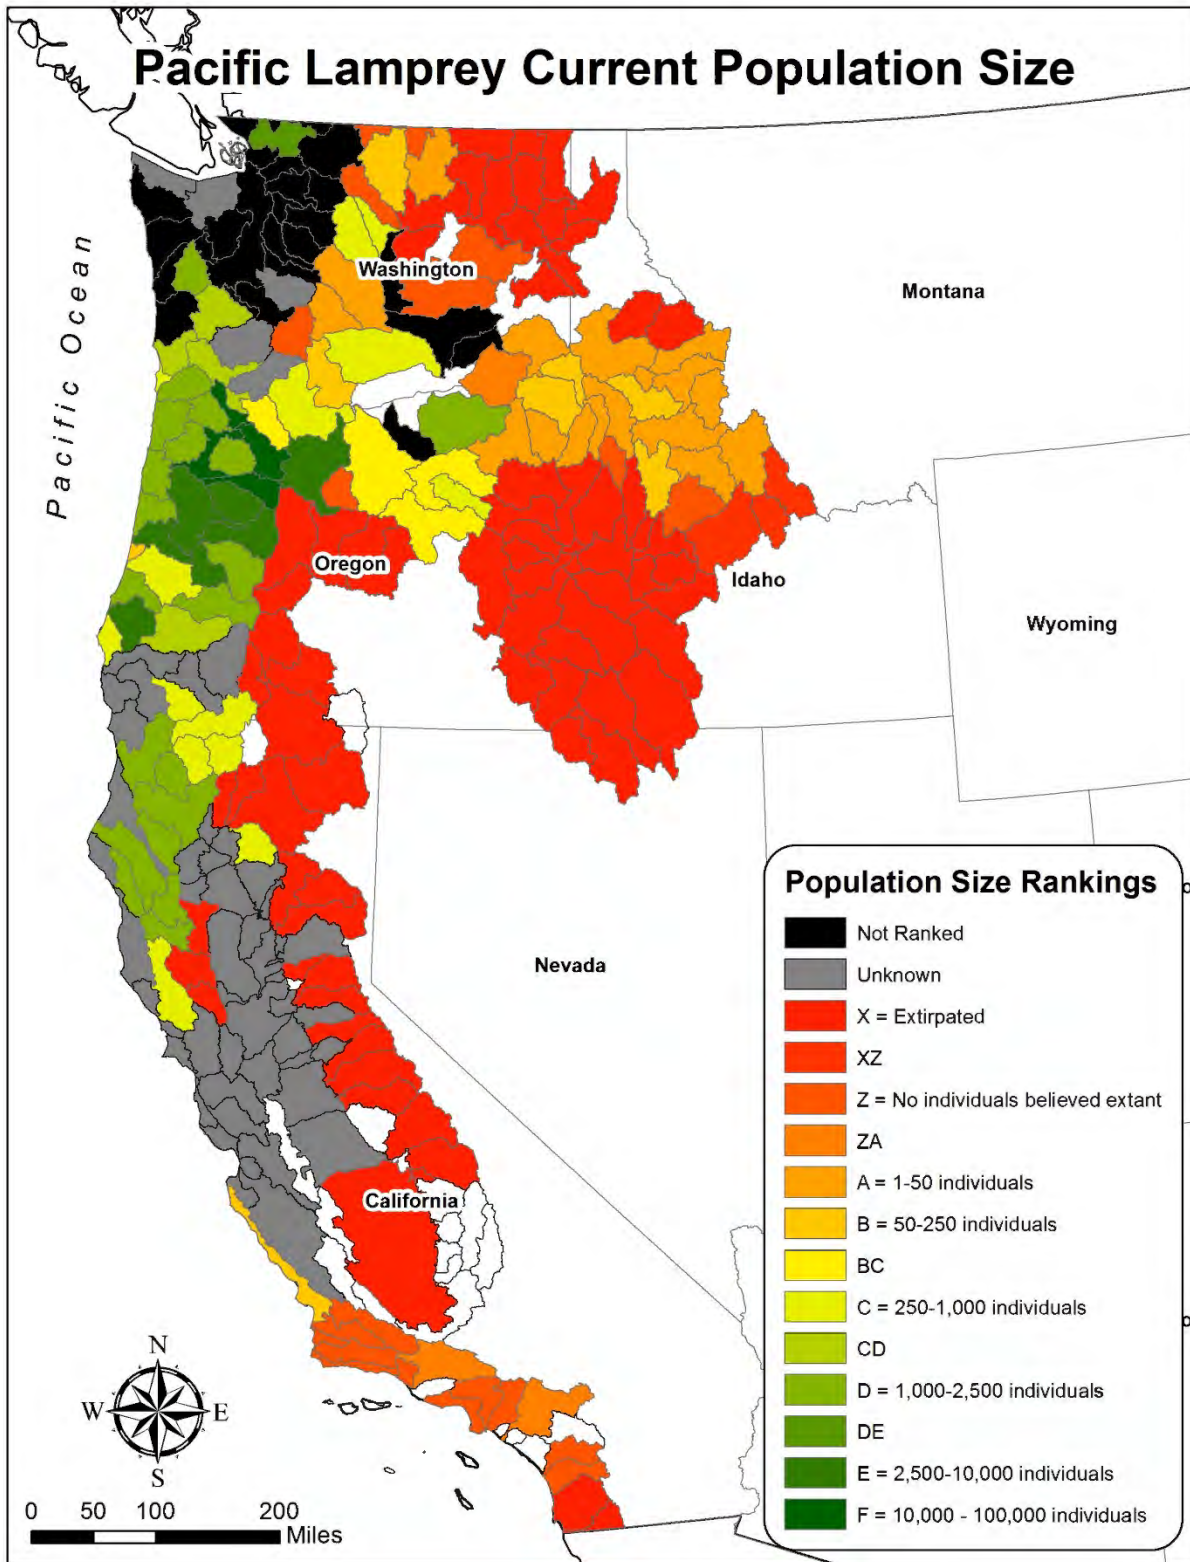 Pacific Lamprey Current Population Size
Pacific Ocean
Washington
Montana
Oregon
Idaho
Wyoming
Nevada
California
Population Size Rankings
Not Ranked
Unknown
X = Extirpated
XZ
Z = No individuals believed extant
ZA
A = 1-50 individuals
B = 50-250 individuals
BC
C = 250-1,000 individuals
CD
D = 1,000-2,500 individuals
DE
E = 2,500-10,000 individuals
F = 10,000 - 100,000 individuals
N
W E
S
0 50 100 200
Miles